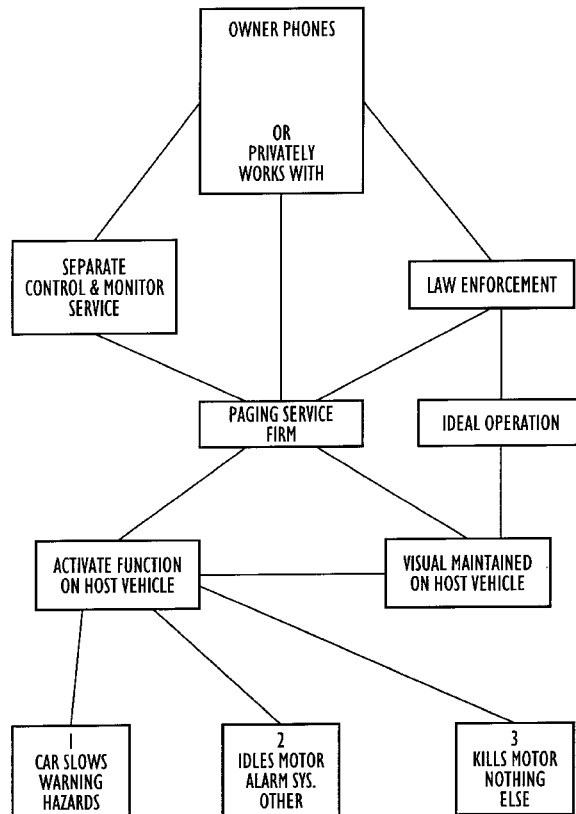 OWNER PHONES
OR
PRIVATELY
WORKS WITH
SEPARATE
CONTROL & MONITOR
SERVICE
LAW ENFORCEMENT
PAGING SERVICE
FIRM
IDEAL OPERATION
ACTIVATE FUNCTION
ON HOST VEHICLE
VISUAL MAINTAINED
ON HOST VEHICLE
1
CAR SLOWS
WARNING
HAZARDS
2
IDLES MOTOR
ALARM SYS.
OTHER
3
KILLS MOTOR
NOTHING
ELSE